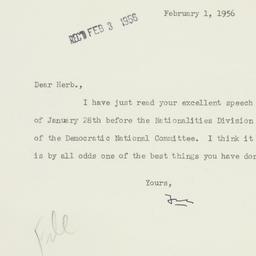 February 1, 1956
REC'D FEB 3 1956
Dear Herb.,
I have just read your excellent speech
of January 28th before the Nationalities Division
of the Democratic National Committee. I think it
is by all odds one of the best things you have don
Yours,
File